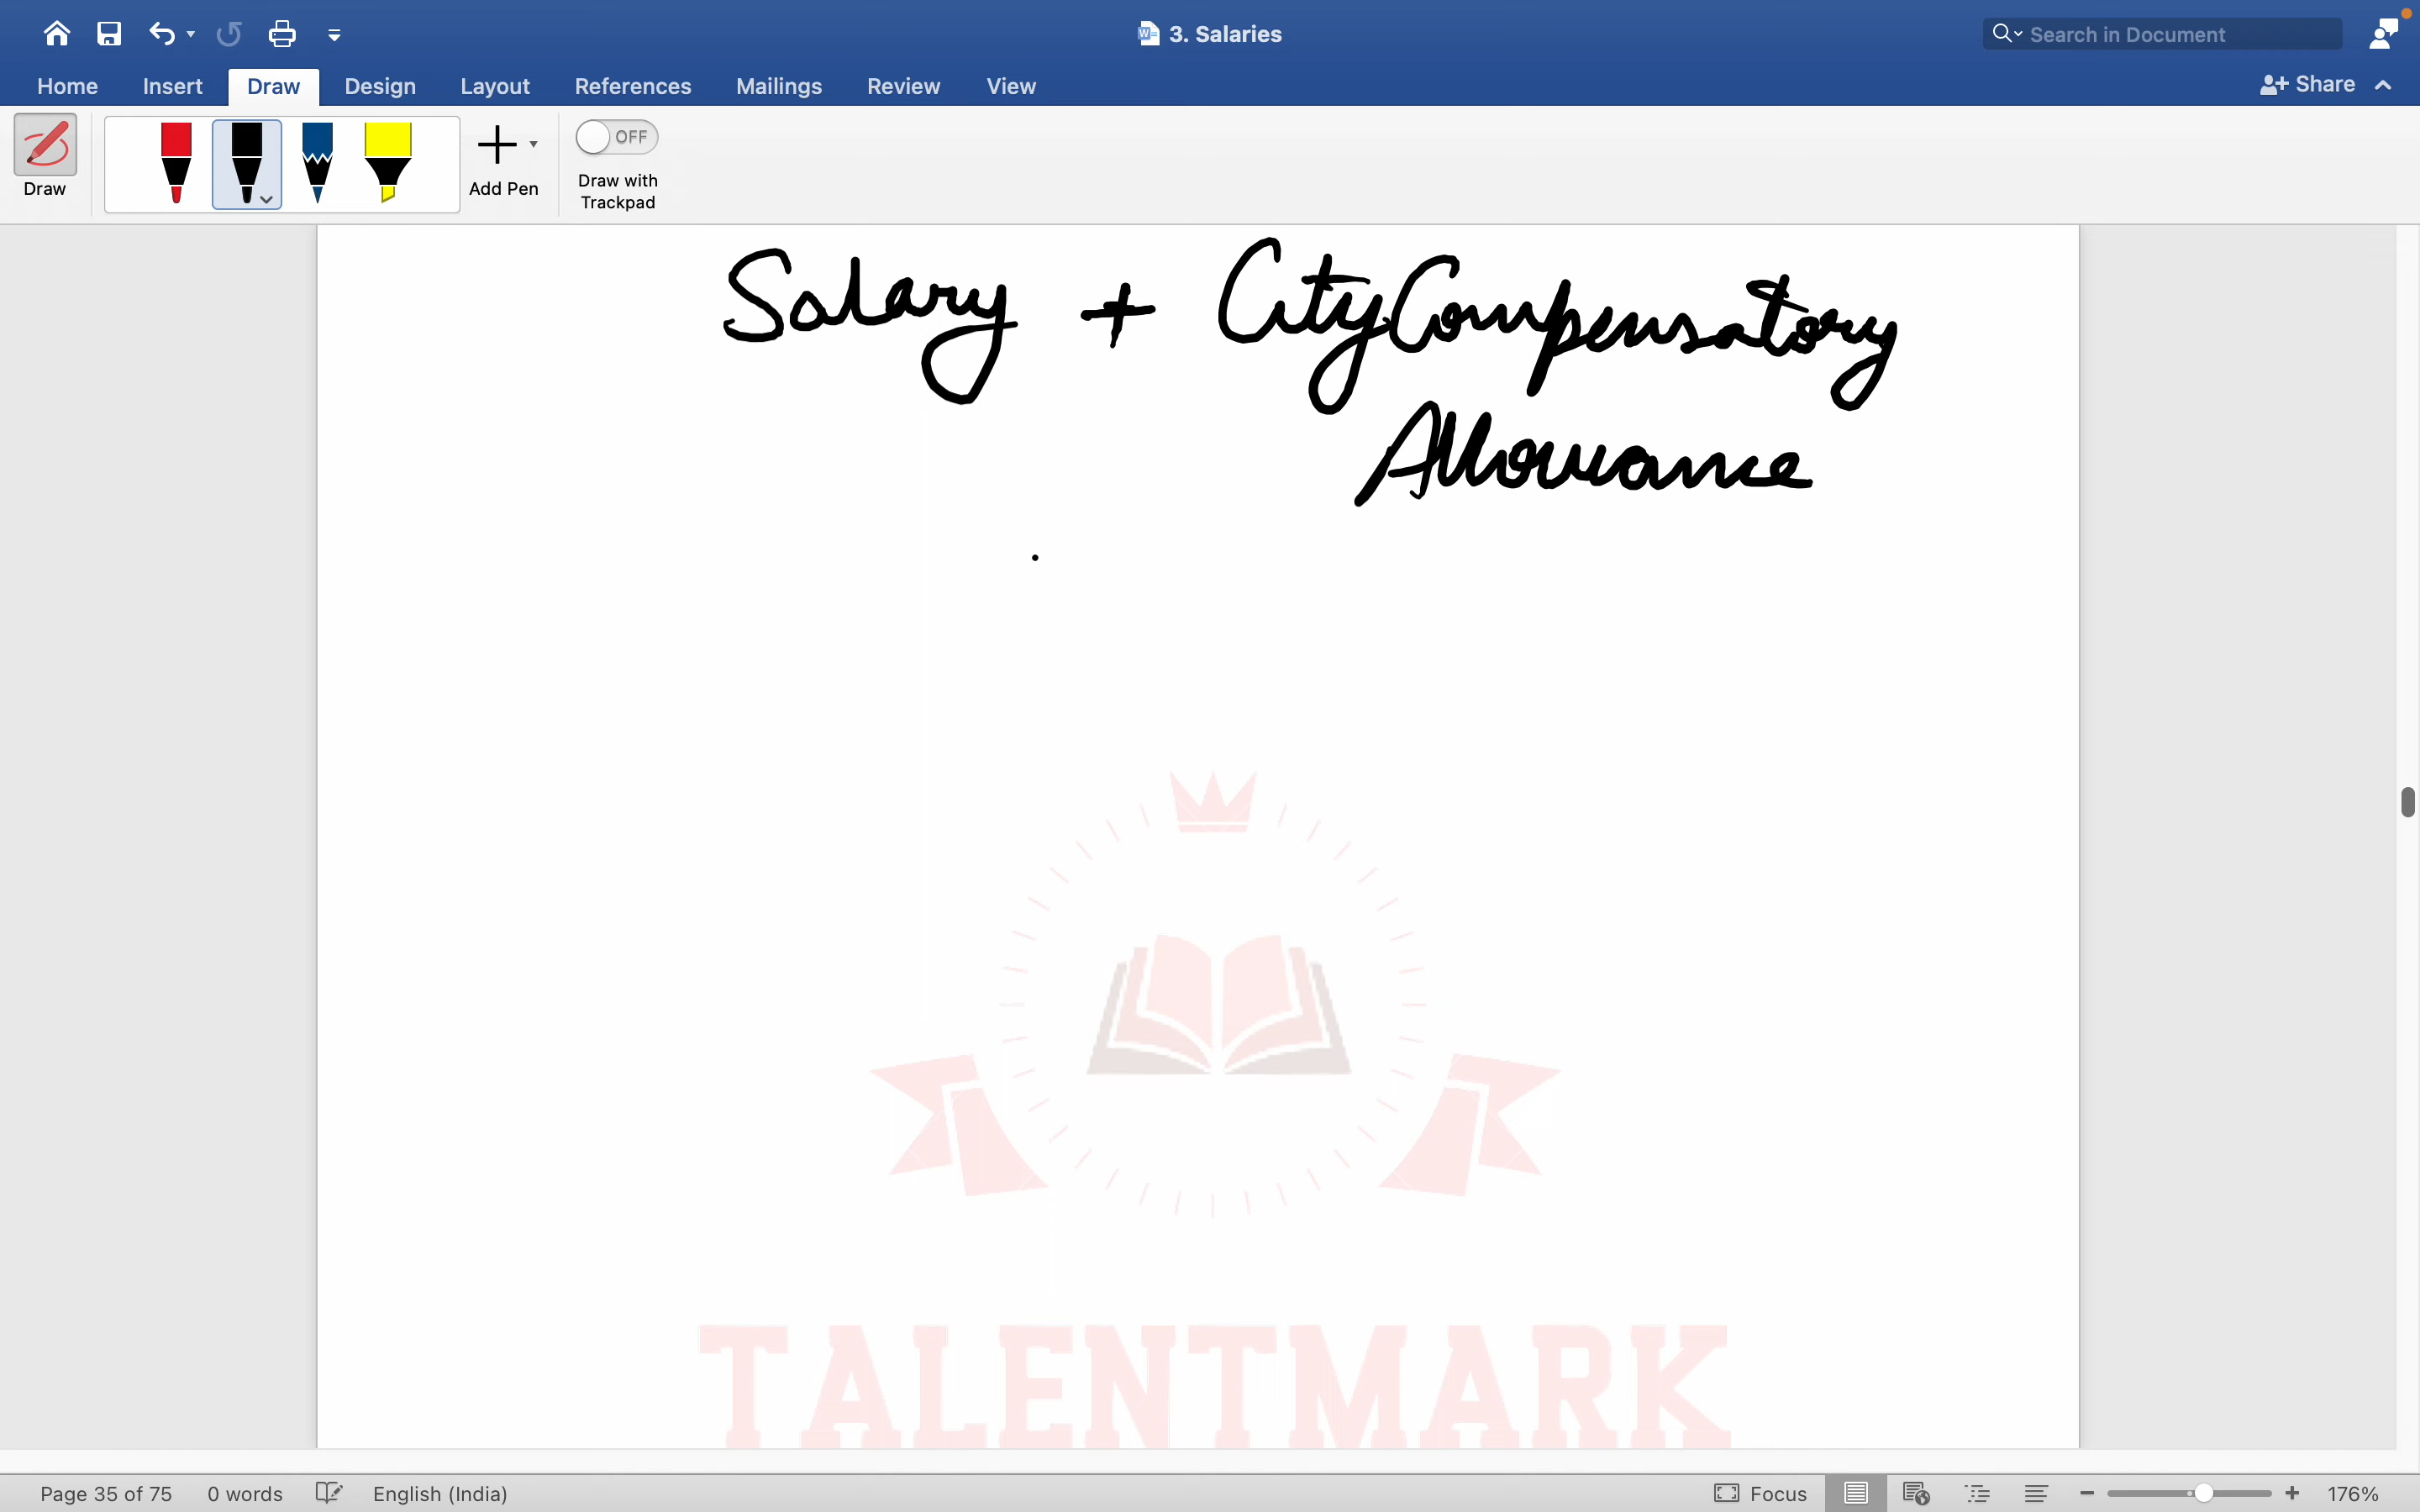 3. Salaries
Search in Document
Home Insert Draw Design Layout References Mailings Review View
Share
OFF
Draw
Add Pen
Draw with
Trackpad
Salary + City Compensatory
Allowance
TALENTMARK
Page 35 of 75 0 words English (India) Focus 176%